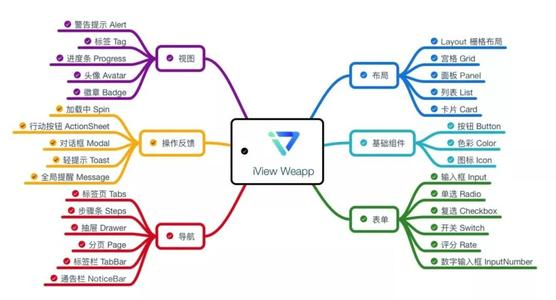 iView Weapp
视图
警告提示 Alert
标签 Tag
进度条 Progress
头像 Avatar
徽章 Badge
操作反馈
加载中 Spin
行动按钮 ActionSheet
对话框 Modal
轻提示 Toast
全局提醒 Message
导航
标签页 Tabs
步骤条 Steps
抽屉 Drawer
分页 Page
标签栏 TabBar
通告栏 NoticeBar
布局
Layout 栅格布局
宫格 Grid
面板 Panel
列表 List
卡片 Card
基础组件
按钮 Button
色彩 Color
图标 Icon
表单
输入框 Input
单选 Radio
复选 Checkbox
开关 Switch
评分 Rate
数字输入框 InputNumber